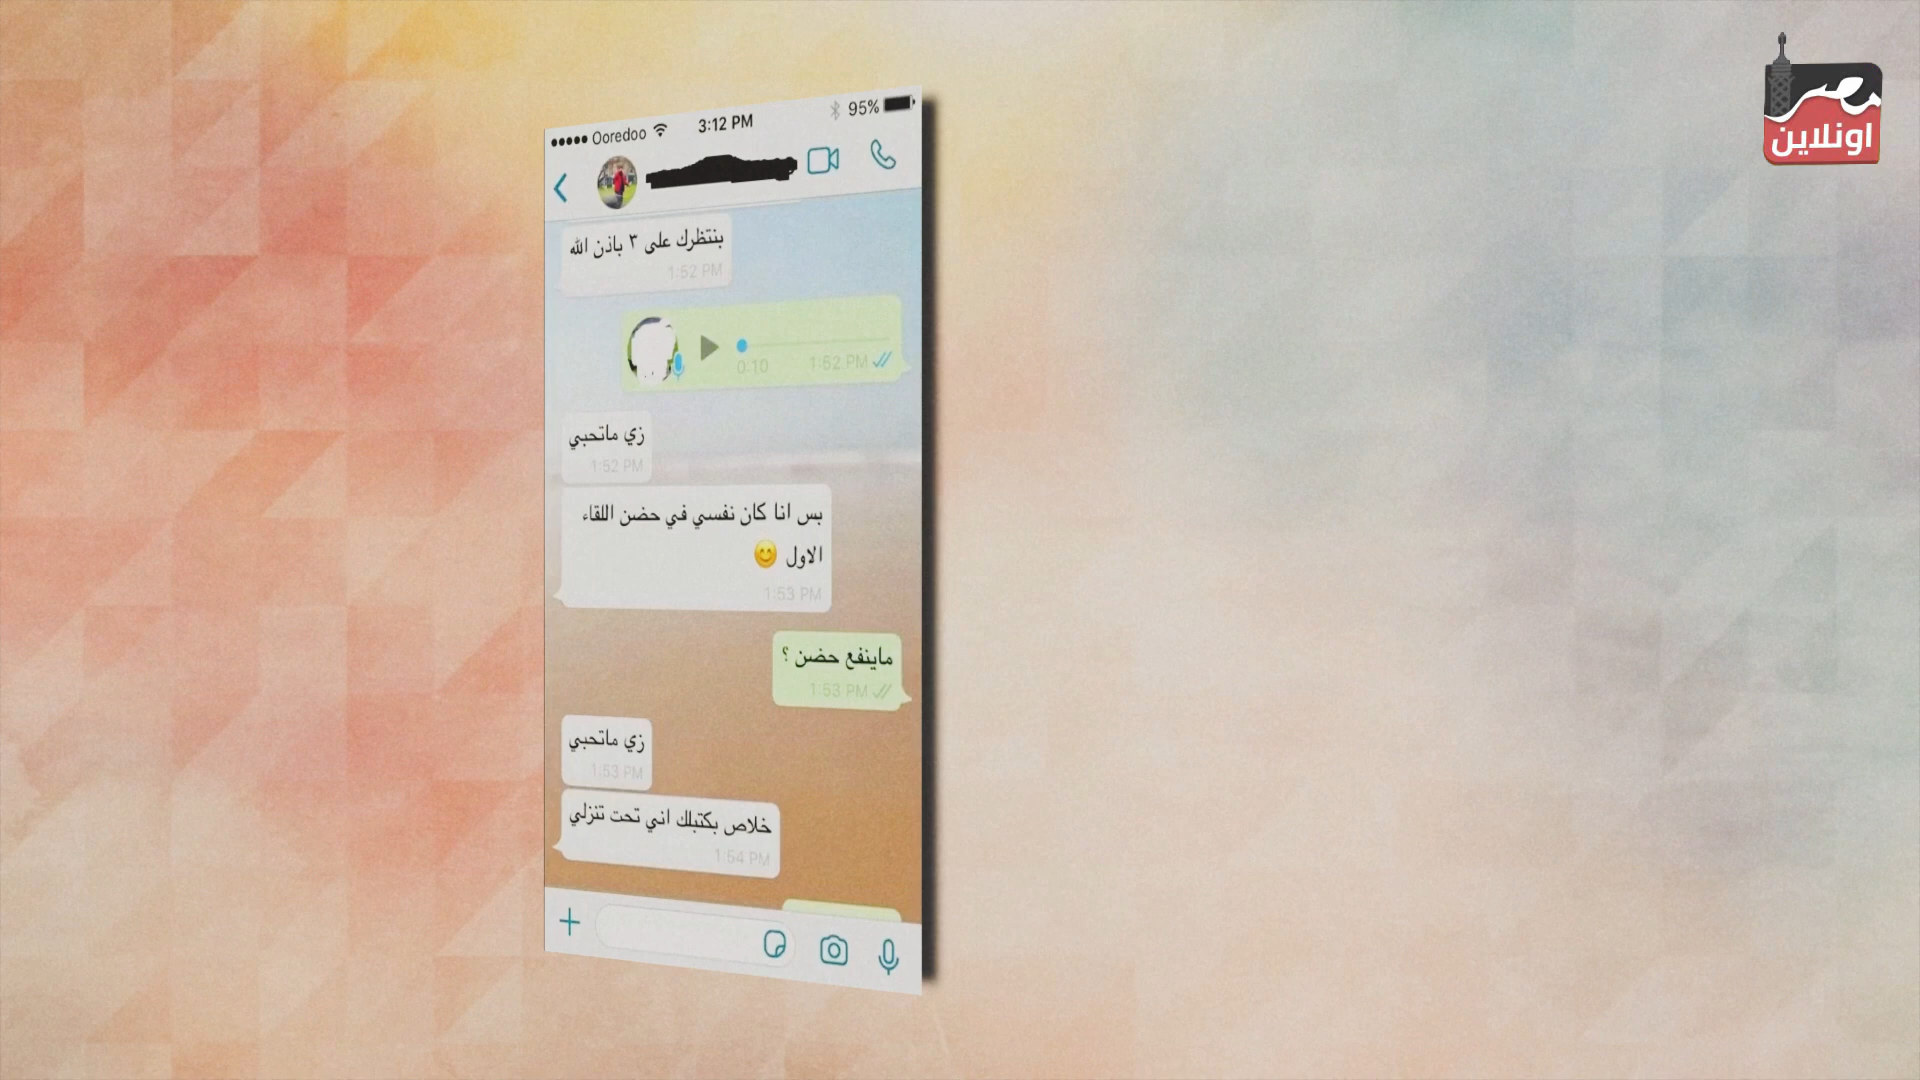 مصر
اونلاين
Ooredoo 3:12 PM 95%
بنتظرك على ٣ باذن الله
1:52 PM
0:10 1:52 PM
زي ماتحبي
1:52 PM
بس انا كان نفسي في حضن اللقاء
الاول 😊
1:53 PM
ماينفع حضن ؟
1:53 PM
زي ماتحبي
1:53 PM
خلاص بكتبلك اني تحت تنزلي
1:54 PM